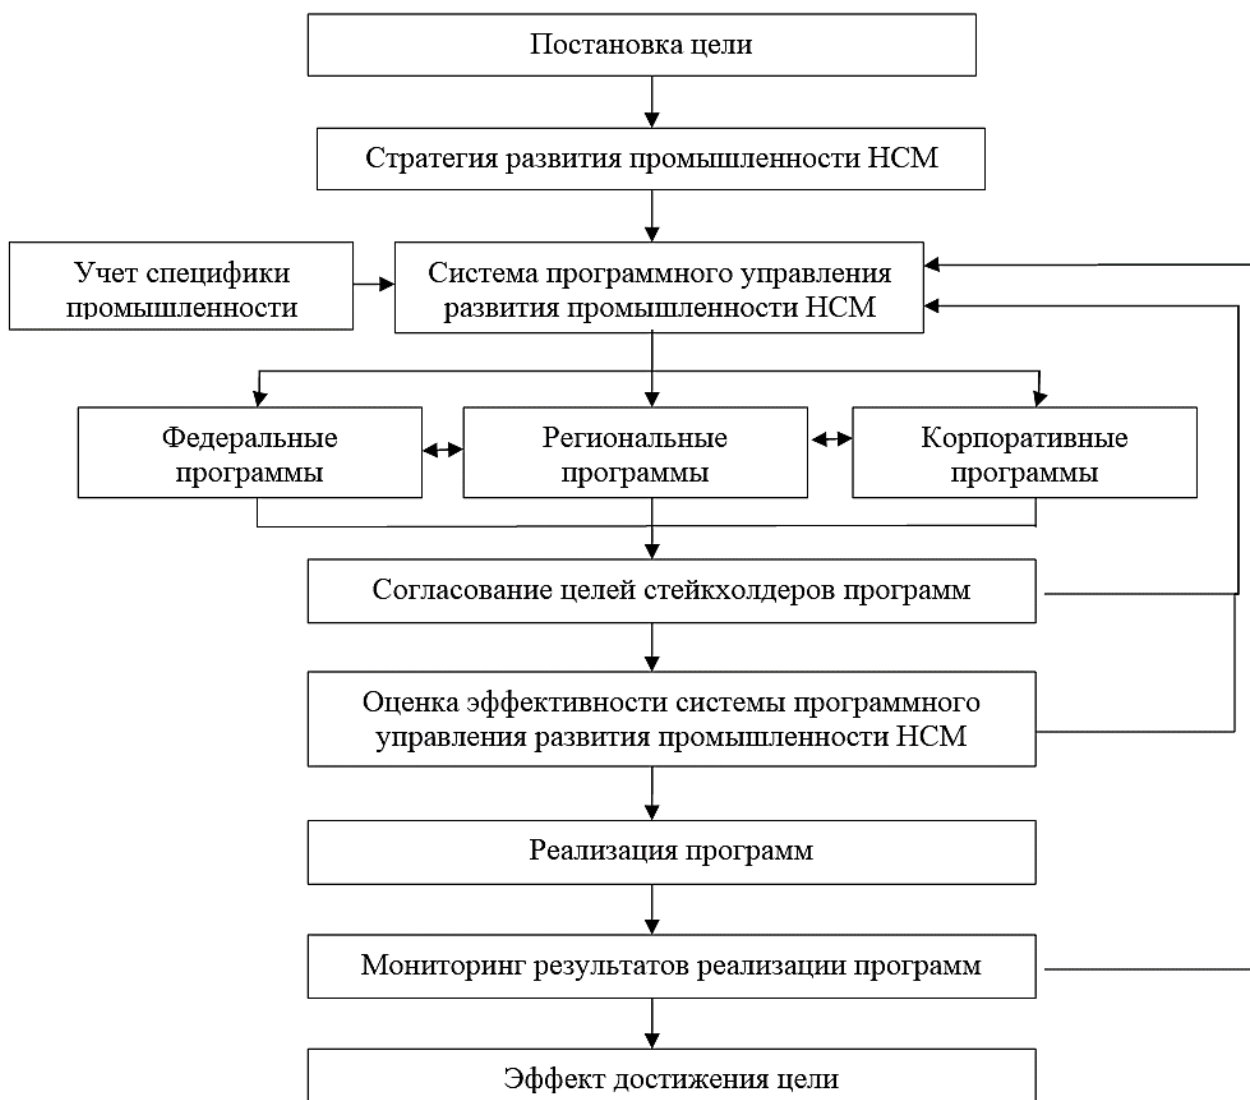 Постановка цели
Стратегия развития промышленности НСМ
Учет специфики
промышленности
Система программного управления
развития промышленности НСМ
Федеральные
программы
Региональные
программы
Корпоративные
программы
Согласование целей стейкхолдеров программ
Оценка эффективности системы программного
управления развития промышленности НСМ
Реализация программ
Мониторинг результатов реализации программ
Эффект достижения цели